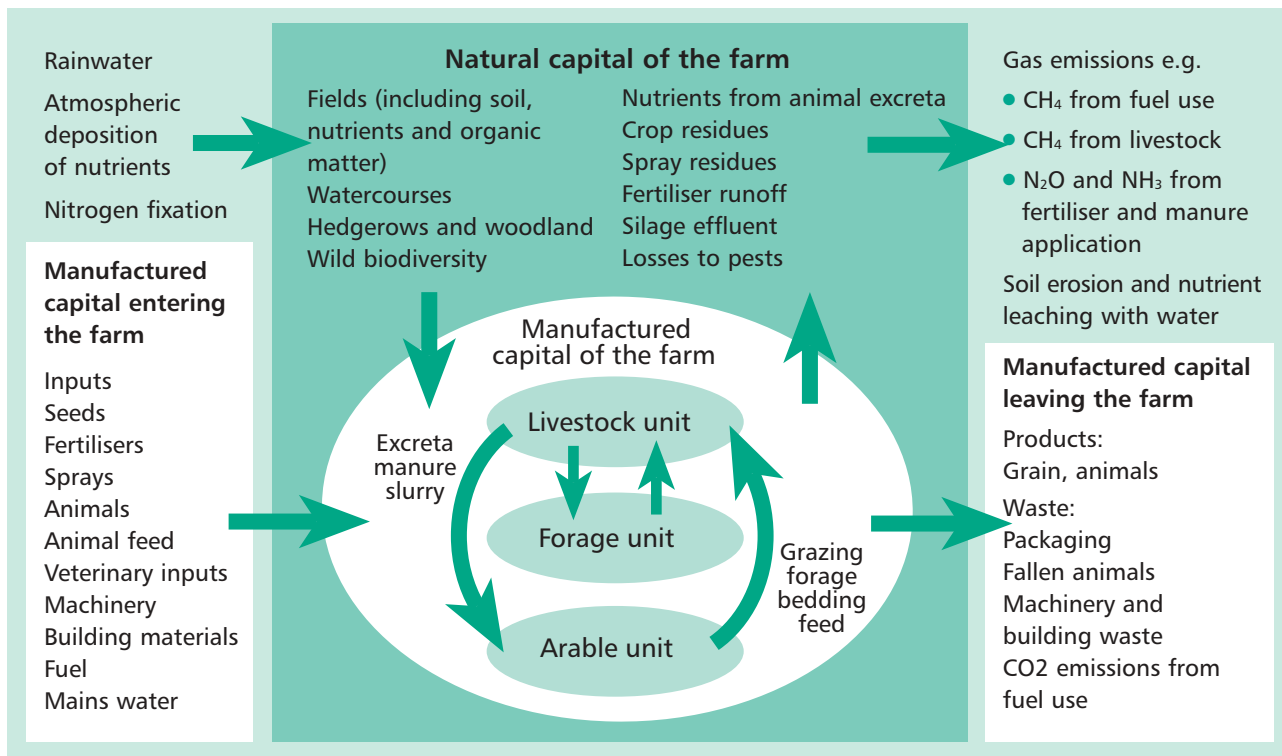 Rainwater
Atmospheric
deposition
of nutrients
Nitrogen fixation
Manufactured
capital entering
the farm
Inputs
Seeds
Fertilisers
Sprays
Animals
Animal feed
Veterinary inputs
Machinery
Building materials
Fuel
Mains water
Natural capital of the farm
Fields (including soil,
nutrients and organic
matter)
Watercourses
Hedgerows and woodland
Wild biodiversity
Nutrients from animal excreta
Crop residues
Spray residues
Fertiliser runoff
Silage effluent
Losses to pests
Manufactured
capital of the farm
Livestock unit
Excreta
manure
slurry
Forage unit
Grazing
forage
bedding
feed
Arable unit
Gas emissions e.g.
● CH₄ from fuel use
● CH₄ from livestock
● N₂O and NH₃ from
fertiliser and manure
application
Soil erosion and nutrient
leaching with water
Manufactured capital
leaving the farm
Products:
Grain, animals
Waste:
Packaging
Fallen animals
Machinery and
building waste
CO2 emissions from
fuel use